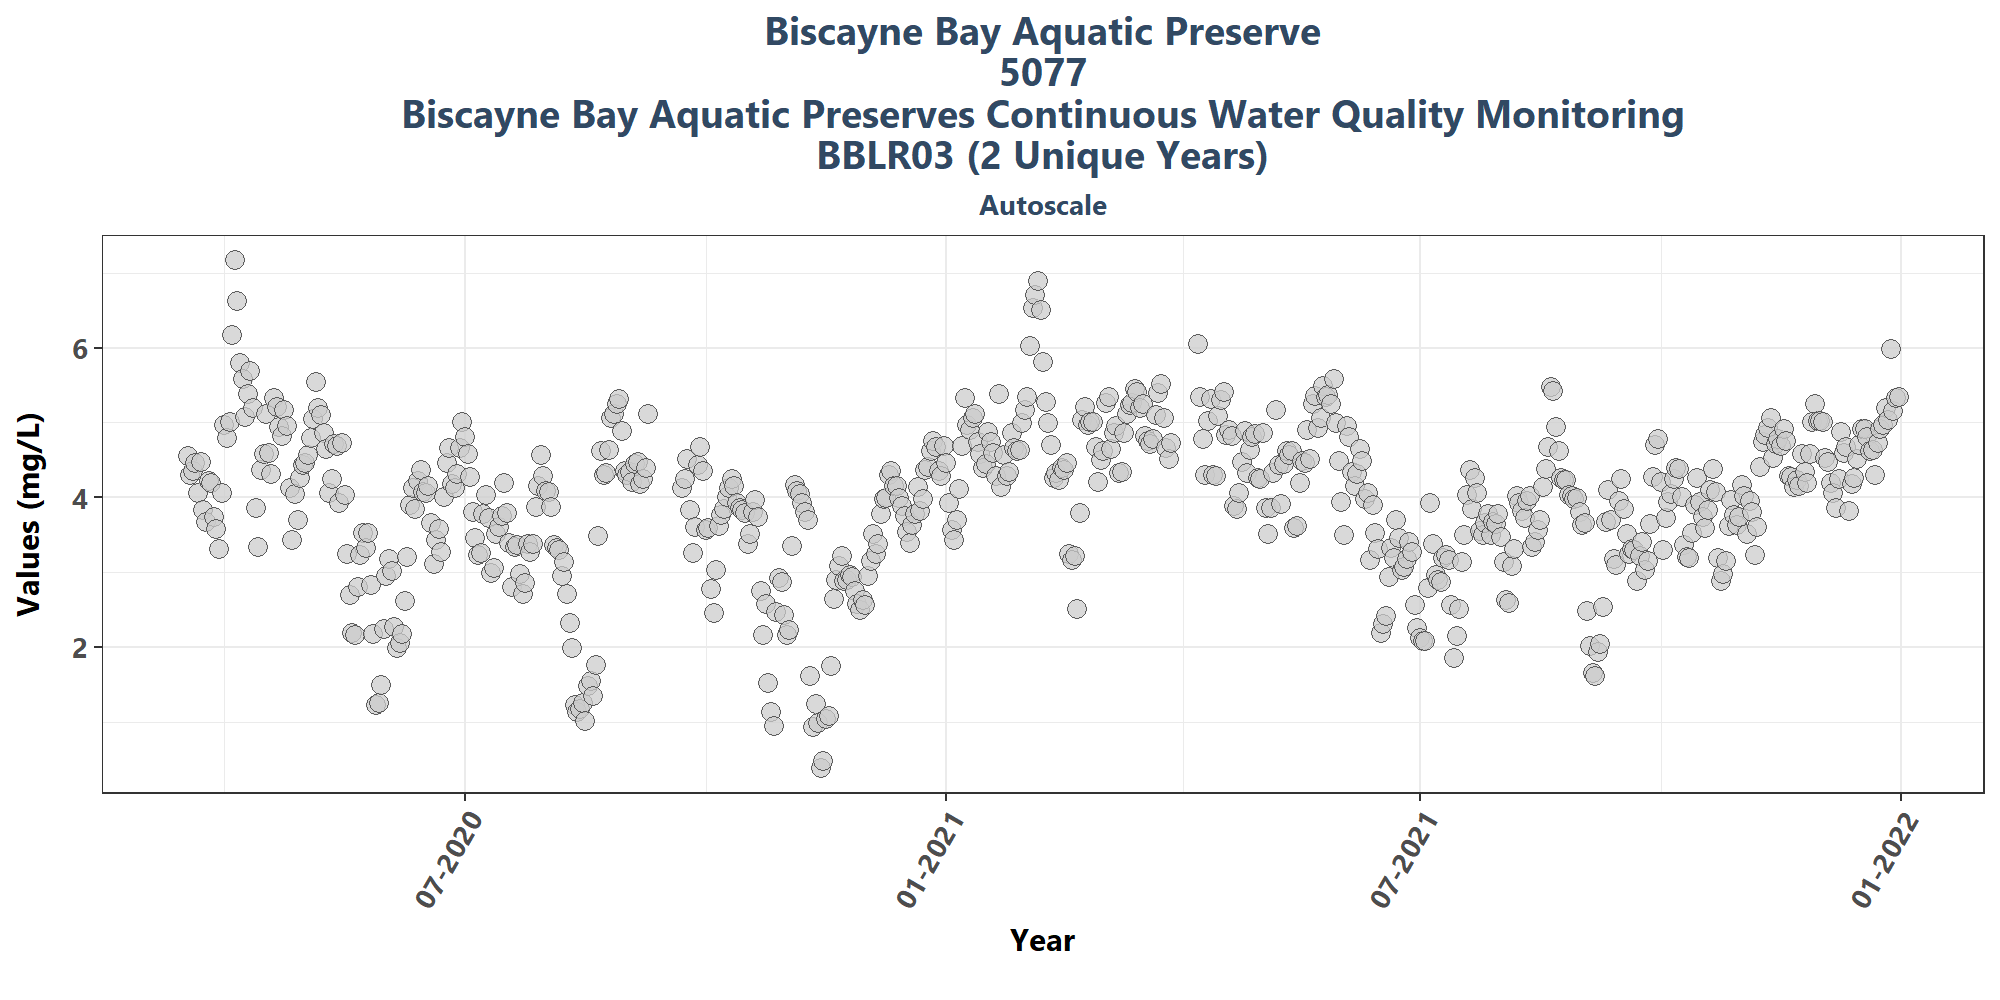 Biscayne Bay Aquatic Preserve
5077
Biscayne Bay Aquatic Preserves Continuous Water Quality Monitoring
BBLR03 (2 Unique Years)
Autoscale
Values (mg/L)
6
4
2
07-2020
01-2021
07-2021
01-2022
Year